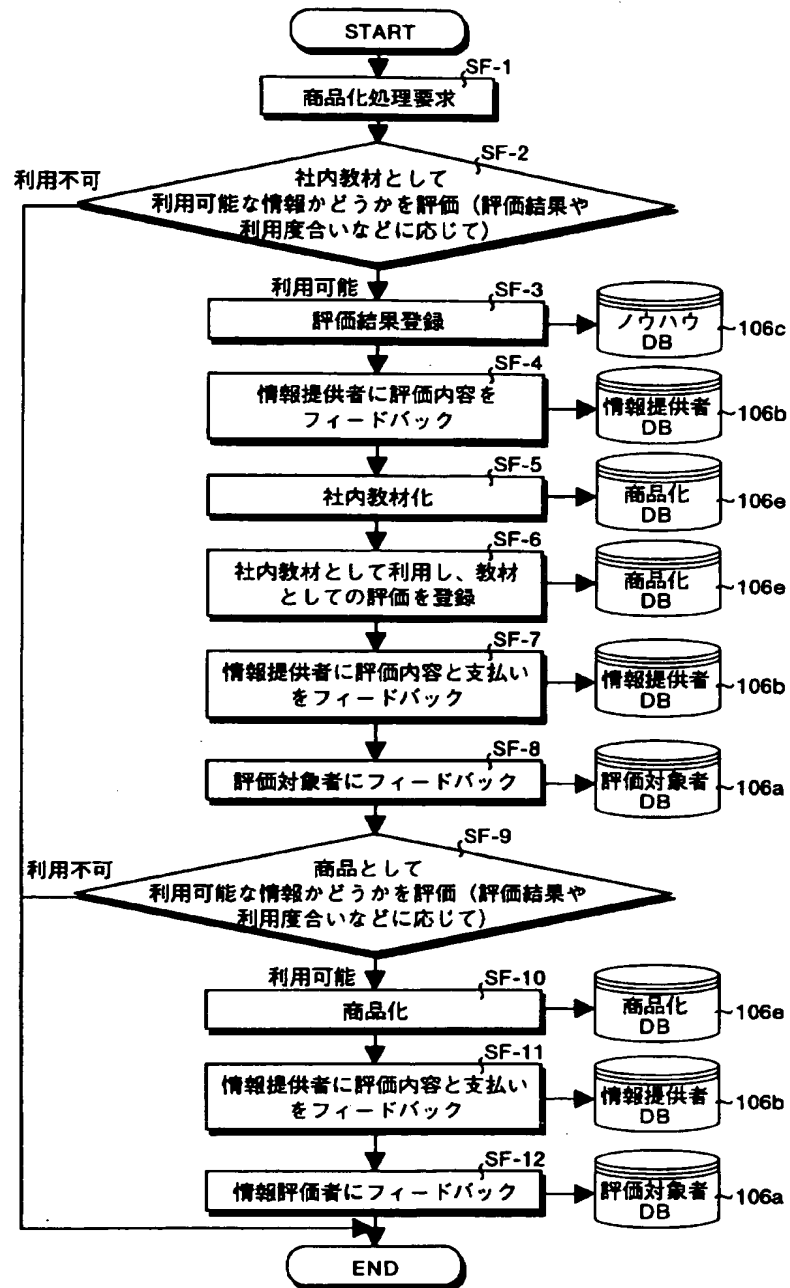 START
SF-1
商品化処理要求
SF-2
利用不可
社内教材として
利用可能な情報かどうかを評価（評価結果や
利用度合いなどに応じて）
利用可能
SF-3
評価結果登録
ノウハウ
DB
106c
SF-4
情報提供者に評価内容を
フィードバック
情報提供者
DB
106b
SF-5
社内教材化
商品化
DB
106e
SF-6
社内教材として利用し、教材
としての評価を登録
商品化
DB
106e
SF-7
情報提供者に評価内容と支払い
をフィードバック
情報提供者
DB
106b
SF-8
評価対象者にフィードバック
評価対象者
DB
106a
SF-9
利用不可
商品として
利用可能な情報かどうかを評価（評価結果や
利用度合いなどに応じて）
利用可能
SF-10
商品化
商品化
DB
106e
SF-11
情報提供者に評価内容と支払い
をフィードバック
情報提供者
DB
106b
SF-12
情報評価者にフィードバック
評価対象者
DB
106a
END